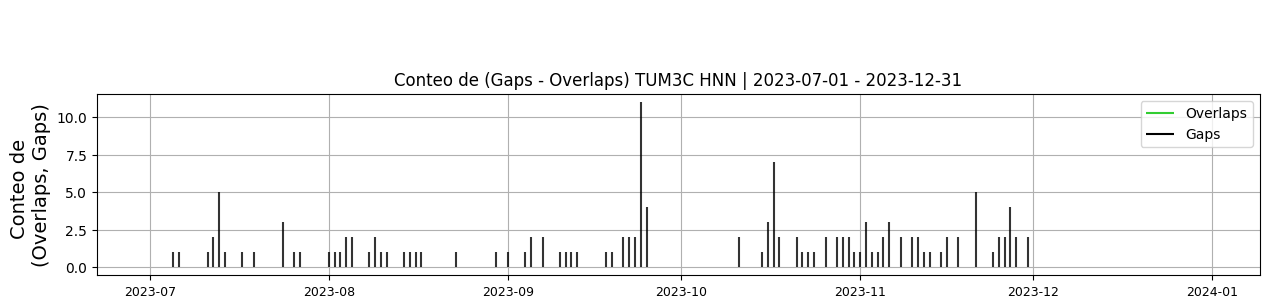 Conteo de (Gaps - Overlaps) TUM3C HNN | 2023-07-01 - 2023-12-31
Conteo de
(Overlaps, Gaps)
10.0
7.5
5.0
2.5
0.0
Overlaps
Gaps
2023-07
2023-08
2023-09
2023-10
2023-11
2023-12
2024-01